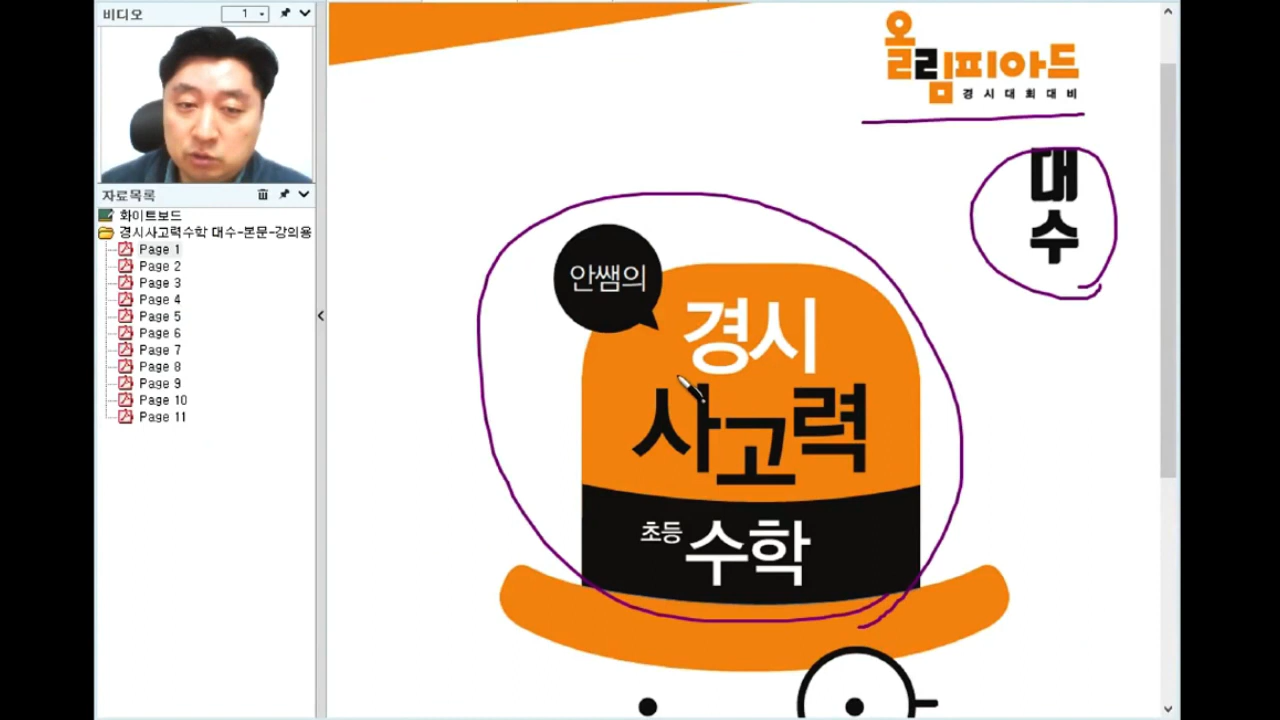 비디오
1
자료목록
화이트보드
경시사고력수학 대수-본문-강의용
Page 1
Page 2
Page 3
Page 4
Page 5
Page 6
Page 7
Page 8
Page 9
Page 10
Page 11
올림피아드
경시대회대비
대수
안쌤의
경시
사고력
초등 수학